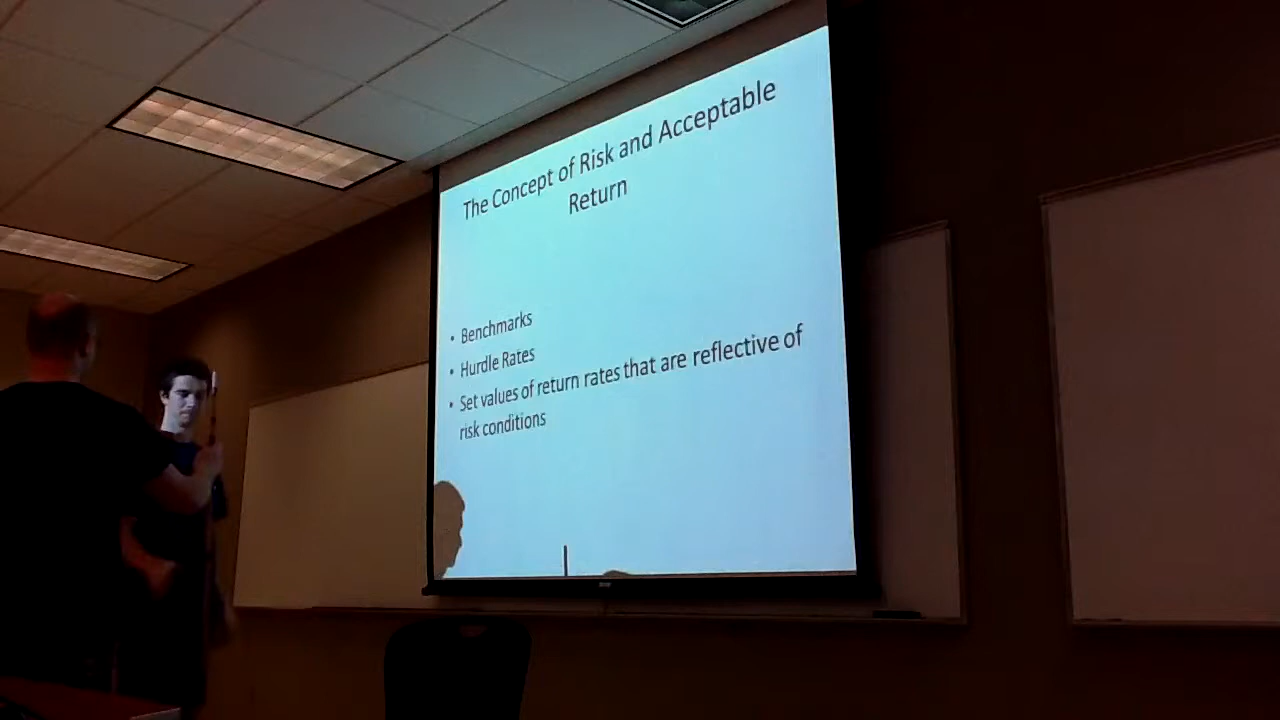 The Concept of Risk and Acceptable
Return
• Benchmarks
• Hurdle Rates
• Set values of return rates that are reflective of
risk conditions